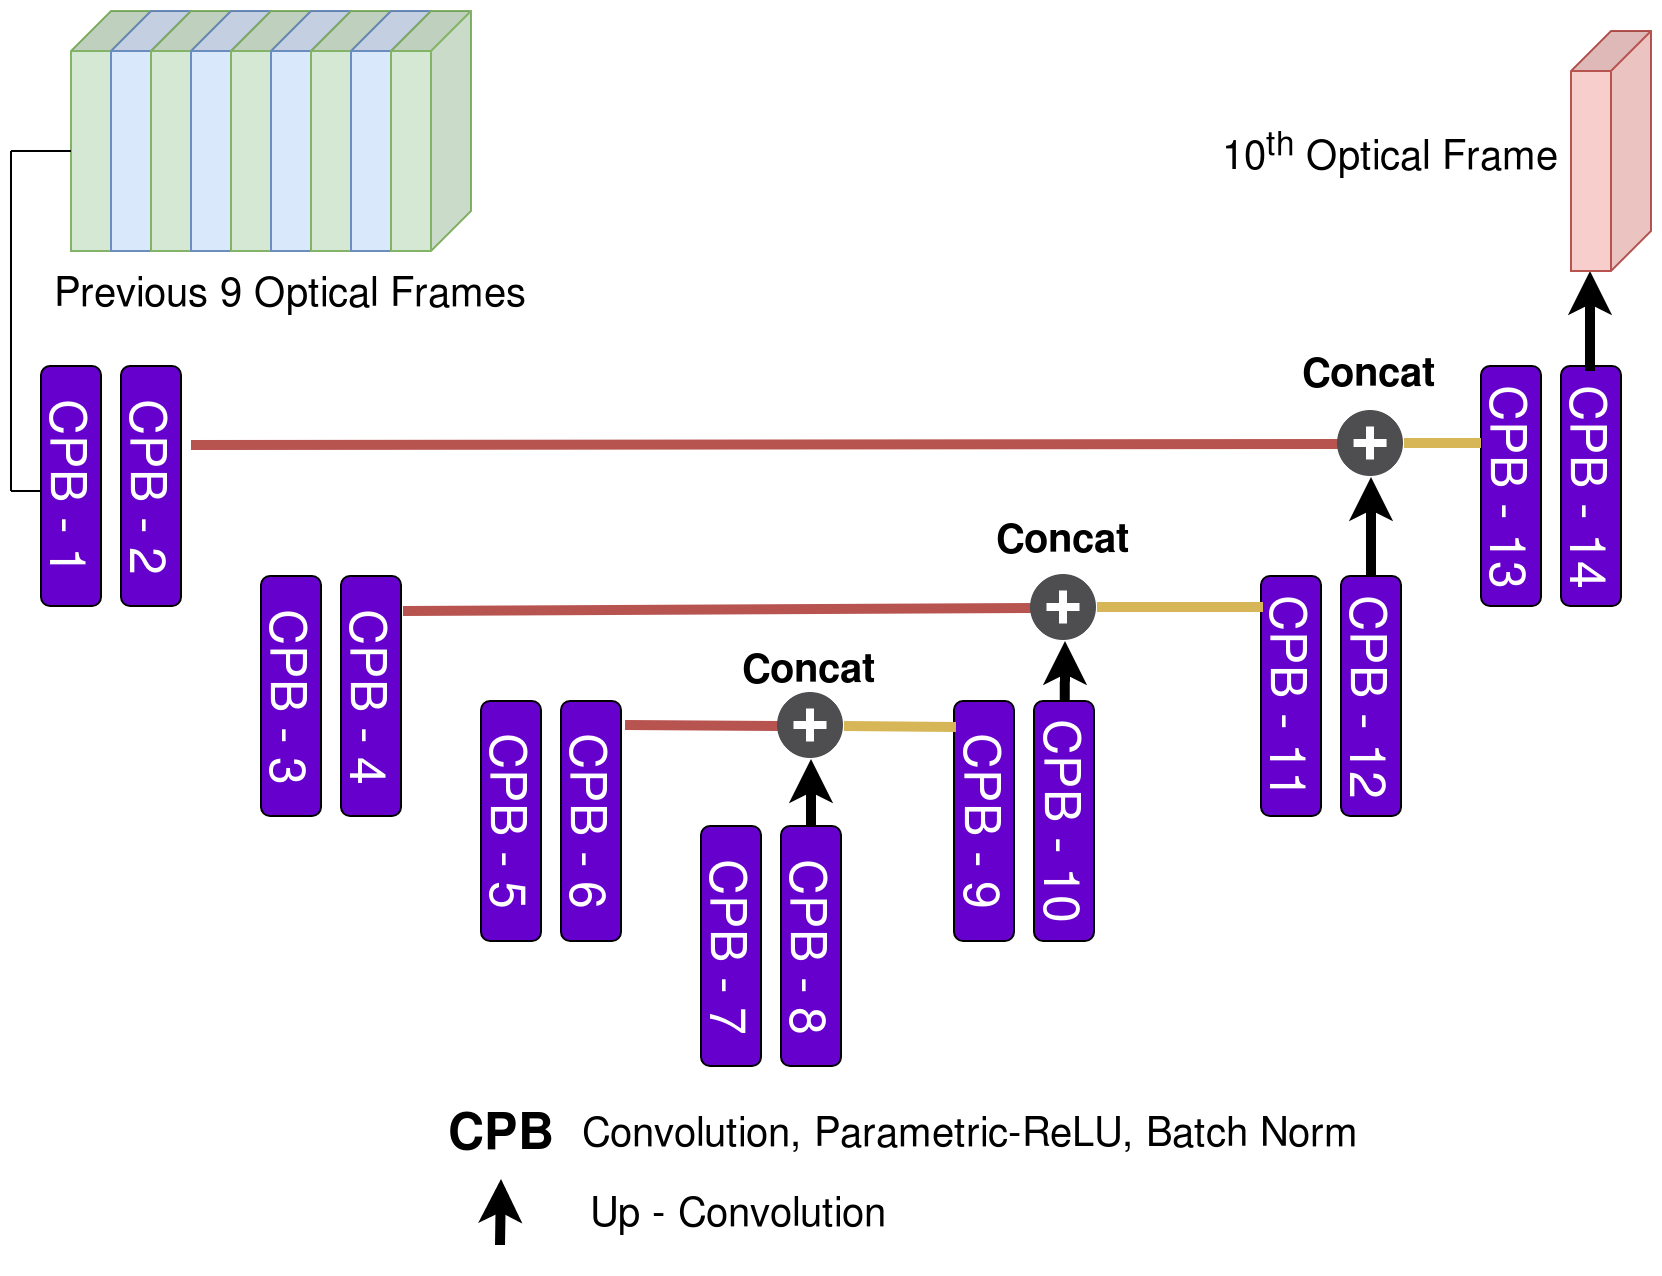 10th Optical Frame
Previous 9 Optical Frames
Concat
CPB - 1
CPB - 2
CPB - 13
CPB - 14
Concat
CPB - 3
CPB - 4
CPB - 11
CPB - 12
Concat
CPB - 5
CPB - 6
CPB - 9
CPB - 10
CPB - 7
CPB - 8
CPB Convolution, Parametric-ReLU, Batch Norm
Up - Convolution